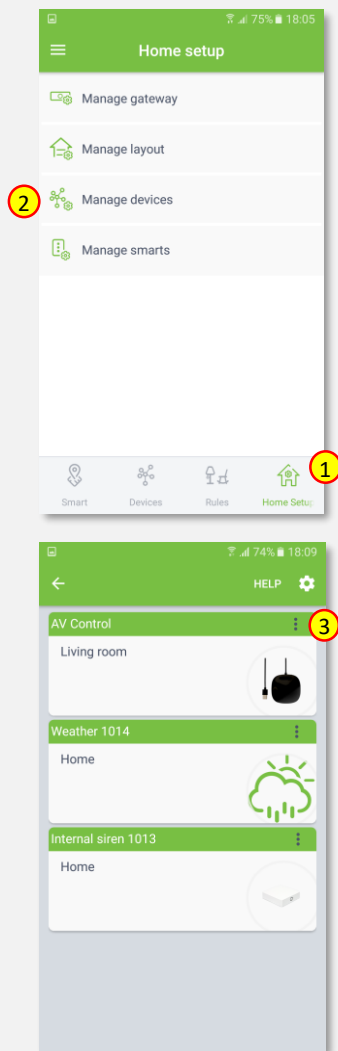 75% 18:05
Home setup
Manage gateway
Manage layout
2
Manage devices
Manage smarts
1
Smart Devices Rules Home Setup
74% 18:09
HELP
AV Control
3
Living room
Weather 1014
Home
Internal siren 1013
Home